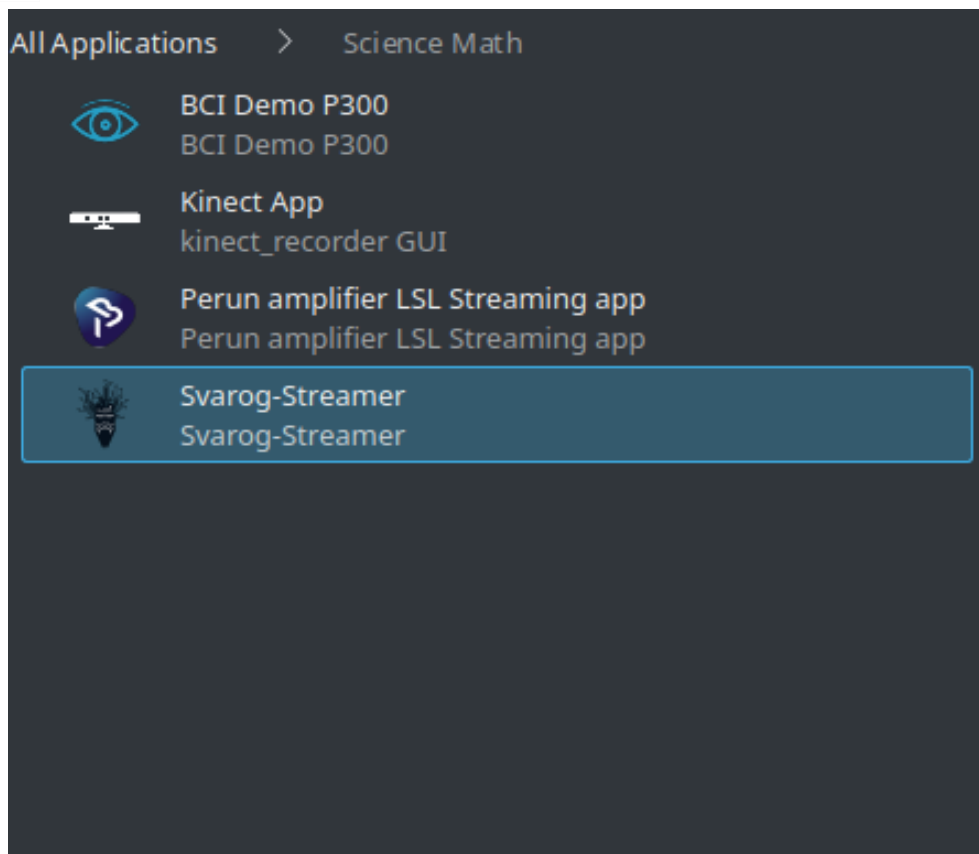 All Applications > Science Math
BCI Demo P300
BCI Demo P300
Kinect App
kinect_recorder GUI
Perun amplifier LSL Streaming app
Perun amplifier LSL Streaming app
Svarog-Streamer
Svarog-Streamer